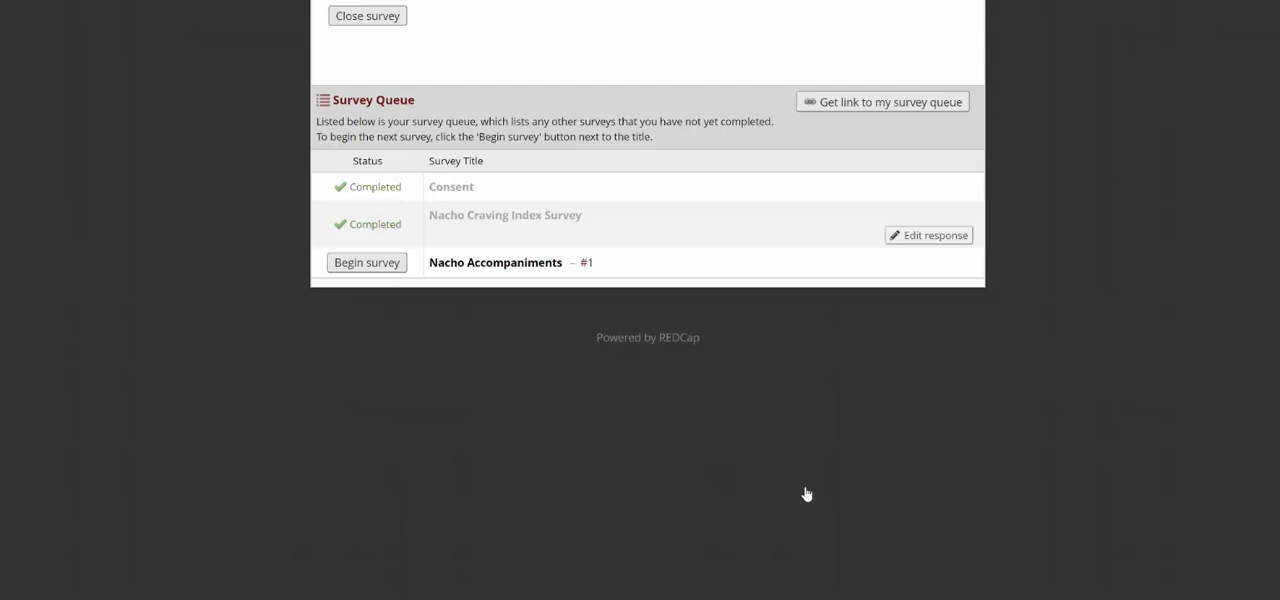 Close survey
Survey Queue
Get link to my survey queue
Listed below is your survey queue, which lists any other surveys that you have not yet completed.
To begin the next survey, click the 'Begin survey' button next to the title.
Status Survey Title
Completed Consent
Completed Nacho Craving Index Survey
Edit response
Begin survey Nacho Accompaniments – #1
Powered by REDCap